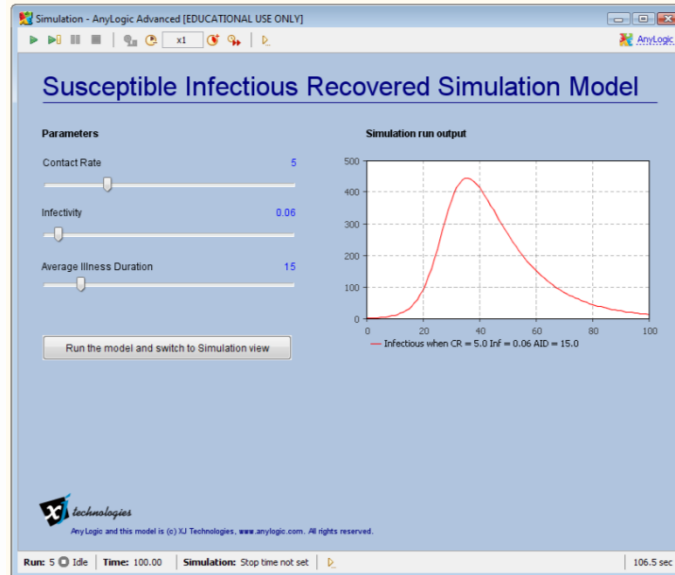 Simulation - AnyLogic Advanced [EDUCATIONAL USE ONLY]
x1
AnyLogic
Susceptible Infectious Recovered Simulation Model
Parameters
Simulation run output
Contact Rate 5
Infectivity 0.06
Average Illness Duration 15
Run the model and switch to Simulation view
500
400
300
200
100
0
0 20 40 60 80 100
Infectious when CR = 5.0 Inf = 0.06 AID = 15.0
xj technologies
AnyLogic and this model is (c) XJ Technologies, www.anylogic.com. All rights reserved.
Run: 5 Idle Time: 100.00 Simulation: Stop time not set 106.5 sec